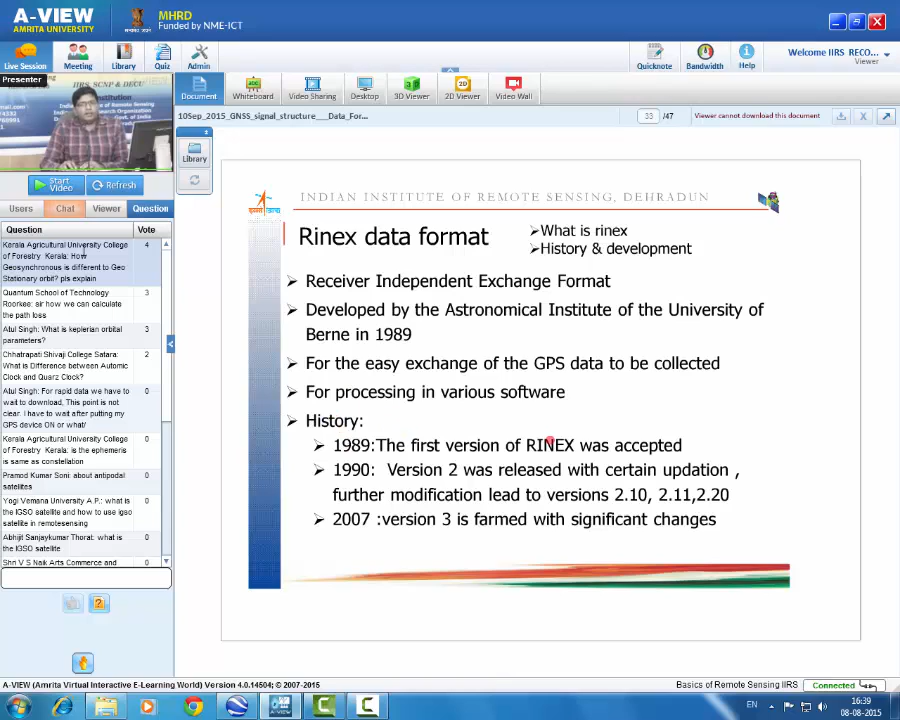 A-VIEW
AMRITA UNIVERSITY
MHRD
Funded by NME-ICT
Live Session
Meeting
Library
Quiz
Admin
Quicknote
Bandwidth
Help
Welcome IIRS RECO...
Viewer
Presenter
IIRS, SCNP & DECU
Document
Whiteboard
Video Sharing
Desktop
3D Viewer
2D Viewer
Video Wall
10Sep_2015_GNSS_signal_structure___Data_For...
33 /47
Viewer cannot download this document
Library
Start Video
Refresh
Users
Chat
Viewer
Question
Question
Vote
Kerala Agricultural University College 4
of Forestry Kerala: How
Geosynchronous is different to Geo
Stationary orbit? pls explain
Quantum School of Technology 3
Roorkee: sir how we can calculate
the path loss
Atul Singh: What is keplerian orbital 3
parameters?
Chhatrapati Shivaji College Satara: 2
What is Difference between Automic
Clock and Quarz Clock?
Atul Singh: For rapid data we have to 0
wait to download, This point is not
clear. I have to wait after putting my
GPS device ON or what/
Kerala Agricultural University College 0
of Forestry Kerala: is the ephemeris
is same as constellation
Pramod Kumar Soni: about antipodal 0
satellites
Yogi Vemana University A.P.: what is 0
the IGSO satellite and how to use igso
satellite in remotesensing
Abhijit Sanjaykumar Thorat: what is 0
the IGSO satellite
Shri V S Naik Arts Commerce and 0
INDIAN INSTITUTE OF REMOTE SENSING, DEHRADUN
Rinex data format
What is rinex
History & development
Receiver Independent Exchange Format
Developed by the Astronomical Institute of the University of
Berne in 1989
For the easy exchange of the GPS data to be collected
For processing in various software
History:
1989:The first version of RINEX was accepted
1990: Version 2 was released with certain updation ,
further modification lead to versions 2.10, 2.11,2.20
2007 :version 3 is farmed with significant changes
A-VIEW (Amrita Virtual Interactive E-Learning World) Version 4.0.14504; © 2007-2015
Basics of Remote Sensing IIRS
Connected
EN
16:39
08-08-2015